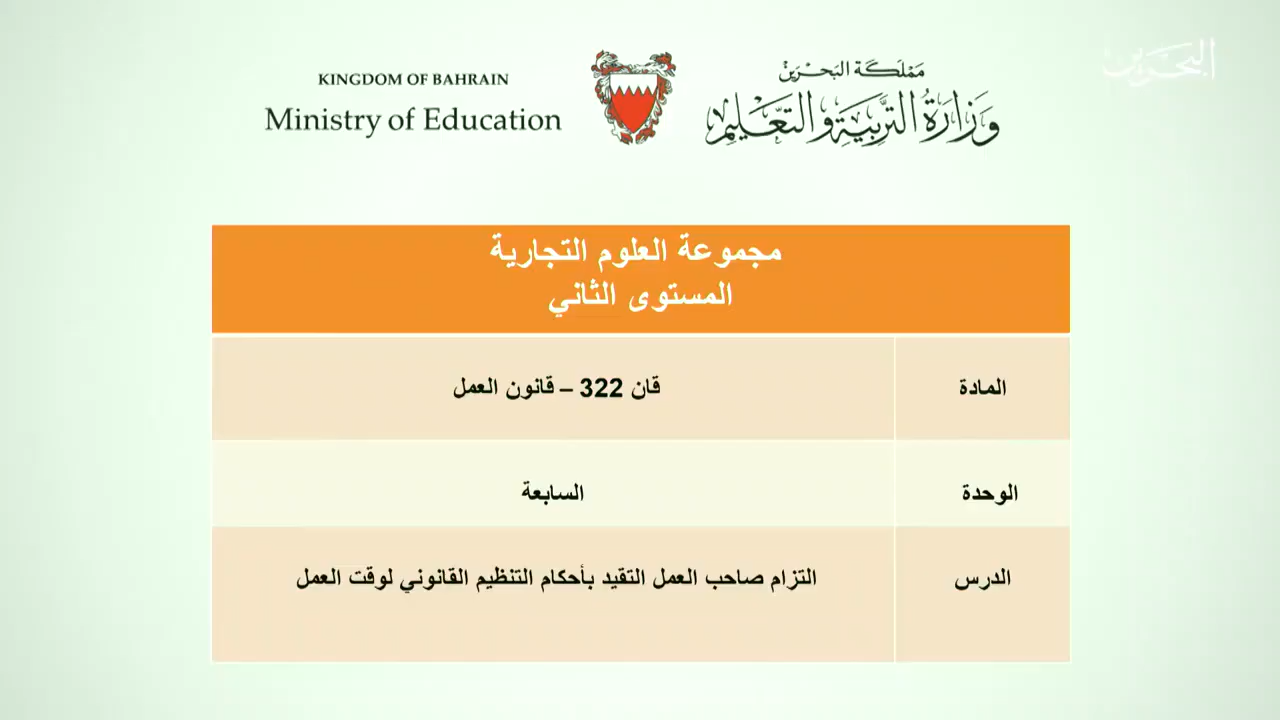 البحرين
مملكة البحرين
KINGDOM OF BAHRAIN
وزارة التربية والتعليم
Ministry of Education
مجموعة العلوم التجارية
المستوى الثاني
المادة
قان 322 – قانون العمل
الوحدة
السابعة
الدرس
التزام صاحب العمل التقيد بأحكام التنظيم القانوني لوقت العمل